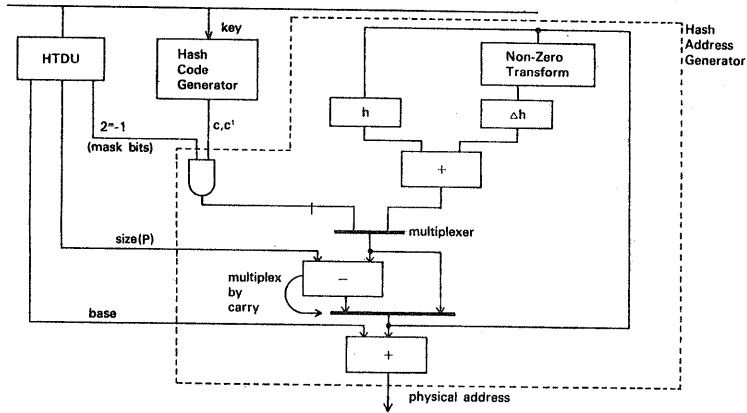 key
Hash
Address
Generator
HTDU
Hash
Code
Generator
Non-Zero
Transform
h
Δh
2ᵐ-1
(mask bits)
c,c¹
+
multiplexer
size(P)
−
multiplex
by
carry
base
+
physical address